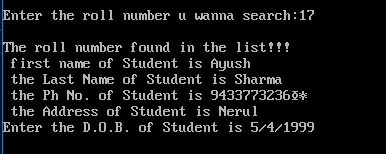 Enter the roll number u wanna search:17
The roll number found in the list!!!
first name of Student is Ayush
the Last Name of Student is Sharma
the Ph No. of Student is 9433773236
the Address of Student is Nerul
Enter the D.O.B. of Student is 5/4/1999